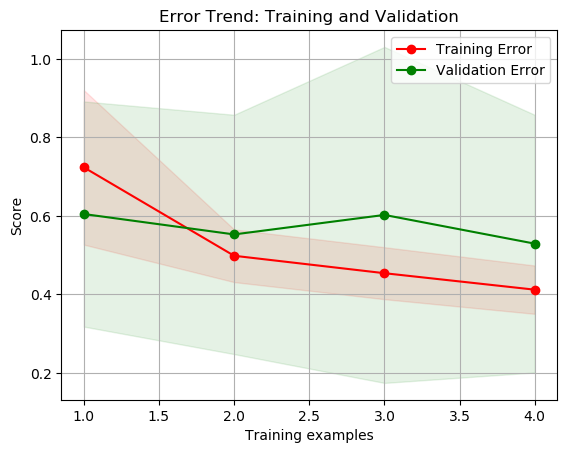 Error Trend: Training and Validation
Training Error
Validation Error
1.0
0.8
0.6
0.4
0.2
Score
1.0 1.5 2.0 2.5 3.0 3.5 4.0
Training examples